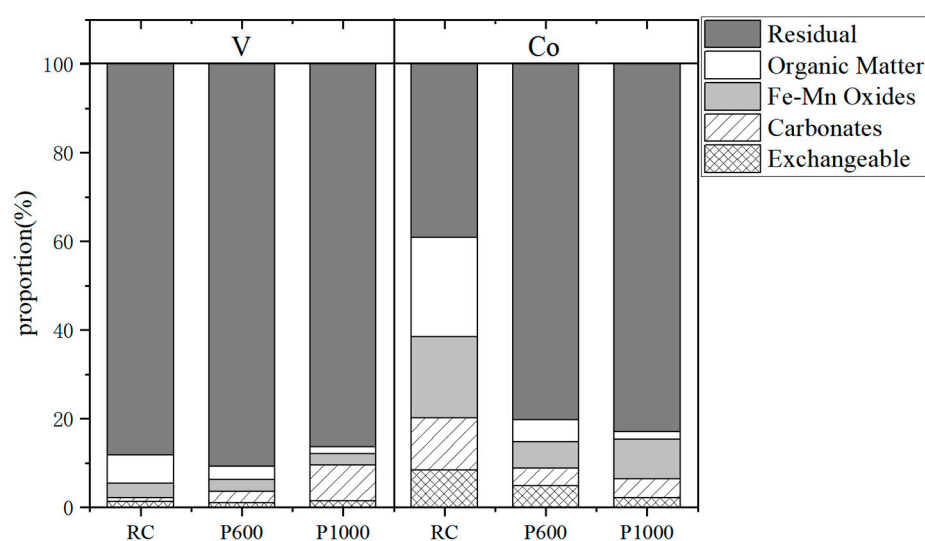 V
Co
Residual
Organic Matter
Fe-Mn Oxides
Carbonates
Exchangeable
proportion(%)
100
80
60
40
20
0
RC
P600
P1000
RC
P600
P1000